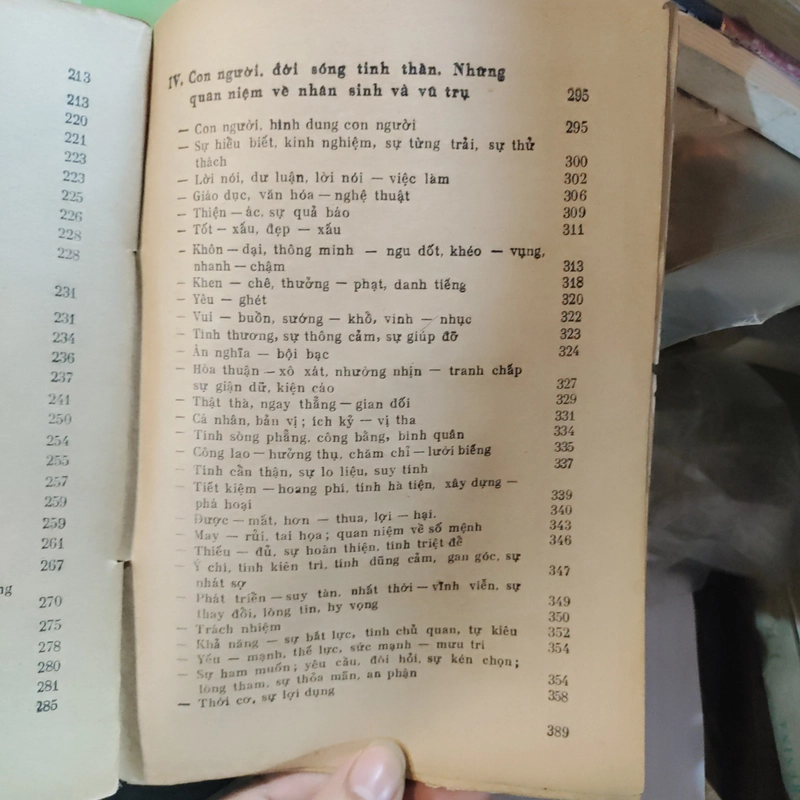 213
213
220
221
223
223
225
226
228
228
231
231
234
236
237
241
250
254
255
257
259
259
261
267
ng
270
275
278
280
281
285
IV. Con người, đời sống tinh thần. Những
quan niệm về nhân sinh và vũ trụ 295
— Con người, hình dung con người 295
— Sự hiểu biết, kinh nghiệm, sự từng trải, sự thử
thách 300
— Lời nói, dư luận, lời nói — việc làm 302
— Giáo dục, văn hóa — nghệ thuật 306
— Thiện — ác, sự quả báo 309
— Tốt — xấu, đẹp — xấu 311
— Khôn — dại, thông minh — ngu dốt, khéo — vụng,
nhanh — chậm 313
— Khen — chê, thưởng — phạt, danh tiếng 318
— Yêu — ghét 320
— Vui — buồn, sướng — khổ, vinh — nhục 322
— Tình thương, sự thông cảm, sự giúp đỡ 323
— Ân nghĩa — bội bạc 324
— Hòa thuận — xô xát, nhường nhịn — tranh chấp
sự giận dữ, kiện cáo 327
— Thật thà, ngay thẳng — gian dối 329
— Cá nhân, bản vị ; ích kỷ — vị tha 331
— Tính sòng phẳng, công bằng, bình quân 334
— Công lao — hưởng thụ, chăm chỉ — lười biếng 335
— Tính cẩn thận, sự lo liệu, suy tính 337
— Tiết kiệm — hoang phí, tính hà tiện, xây dựng —
phá hoại 339
— Được — mất, hơn — thua, lợi — hại. 340
— May — rủi, tai họa ; quan niệm về số mệnh 343
— Thiếu — đủ, sự hoàn thiện, tính triệt để 346
— Ý chí, tính kiên trì, tính dũng cảm, gan góc, sự
nhát sợ 347
— Phát triển — suy tàn, nhất thời — vĩnh viễn, sự
thay đổi, lòng tin, hy vọng 349
— Trách nhiệm 350
— Khả năng — sự bất lực, tính chủ quan, tự kiêu 352
— Yếu — mạnh, thế lực, sức mạnh — mưu trí 354
— Sự ham muốn ; yêu cầu, đòi hỏi, sự kén chọn ;
lòng tham, sự thỏa mãn, an phận 354
— Thời cơ, sự lợi dụng 358
389